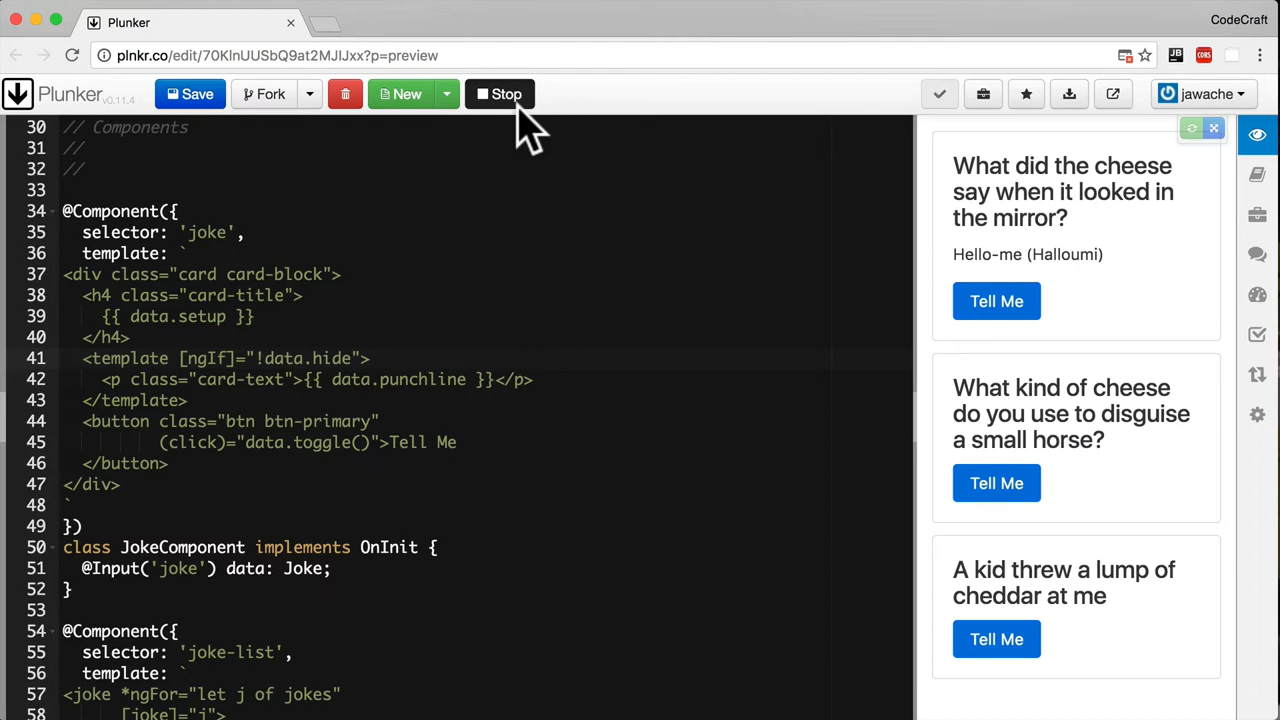 Plunker
CodeCraft
plnkr.co/edit/70KlnUUSbQ9at2MJlJxx?p=preview
JB
CORS
Plunker v0.11.4
Save
Fork
New
Stop
jawache
30 // Components
31 //
32 //
33
34 @Component({
35 selector: 'joke',
36 template: `
37 <div class="card card-block">
38 <h4 class="card-title">
39 {{ data.setup }}
40 </h4>
41 <template [ngIf]="!data.hide">
42 <p class="card-text">{{ data.punchline }}</p>
43 </template>
44 <button class="btn btn-primary"
45 (click)="data.toggle()">Tell Me
46 </button>
47 </div>
48 `
49 })
50 class JokeComponent implements OnInit {
51 @Input('joke') data: Joke;
52 }
53
54 @Component({
55 selector: 'joke-list',
56 template: `
57 <joke *ngFor="let j of jokes"
58 [joke]="j">
What did the cheese
say when it looked in
the mirror?
Hello-me (Halloumi)
Tell Me
What kind of cheese
do you use to disguise
a small horse?
Tell Me
A kid threw a lump of
cheddar at me
Tell Me